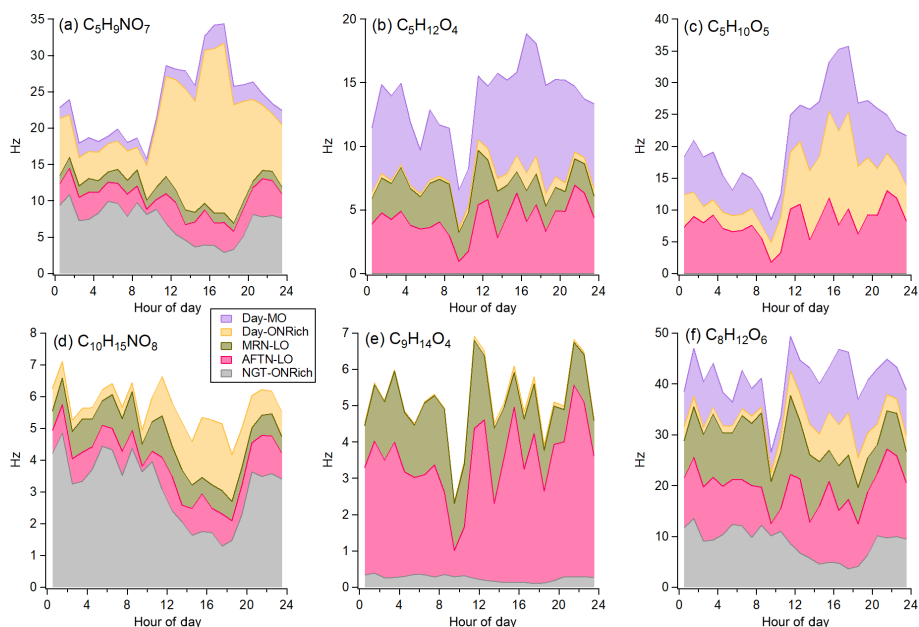 (a) C5H9NO7
35
30
25
20
15
10
5
0
Hz
0 4 8 12 16 20 24
Hour of day
(b) C5H12O4
20
15
10
5
0
Hz
0 4 8 12 16 20 24
Hour of day
(c) C5H10O5
40
35
30
25
20
15
10
5
0
Hz
0 4 8 12 16 20 24
Hour of day
Day-MO
Day-ONRich
MRN-LO
AFTN-LO
NGT-ONRich
(d) C10H15NO8
8
7
6
5
4
3
2
1
0
Hz
0 4 8 12 16 20 24
Hour of day
(e) C9H14O4
7
6
5
4
3
2
1
0
Hz
0 4 8 12 16 20 24
Hour of day
(f) C8H12O6
50
40
30
20
10
0
Hz
0 4 8 12 16 20 24
Hour of day